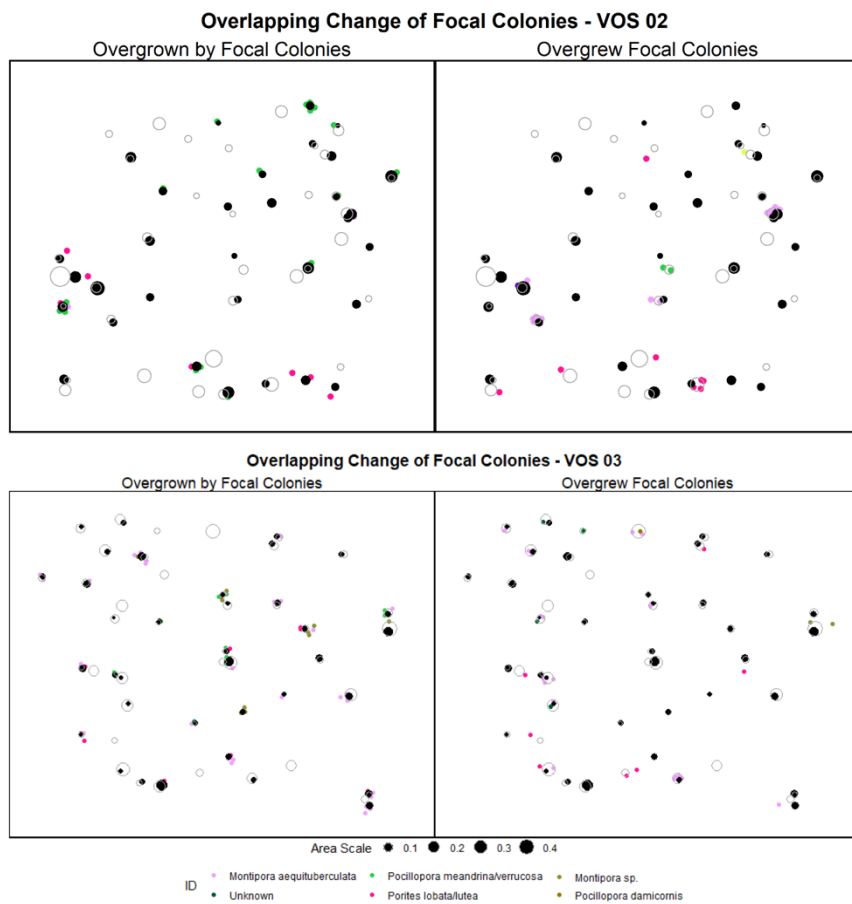 Overlapping Change of Focal Colonies - VOS 02
Overgrown by Focal Colonies Overgrew Focal Colonies
Overlapping Change of Focal Colonies - VOS 03
Overgrown by Focal Colonies Overgrew Focal Colonies
Area Scale 0.1 0.2 0.3 0.4
ID Montipora aequituberculata Pocillopora meandrina/verrucosa Montipora sp.
Unknown Porites lobata/lutea Pocillopora damicornis